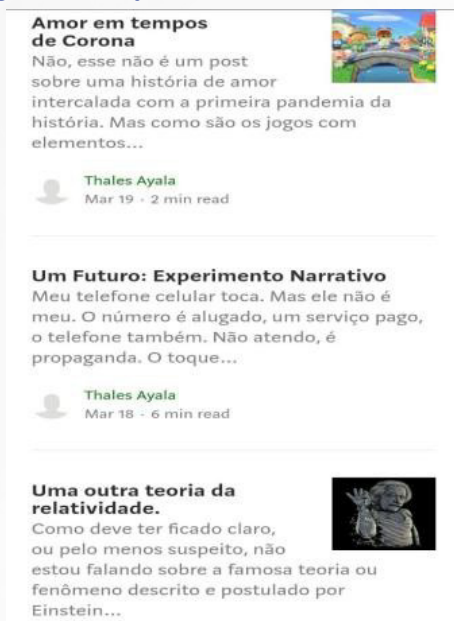 Amor em tempos
de Corona
Não, esse não é um post
sobre uma história de amor
intercalada com a primeira pandemia da
história. Mas como são os jogos com
elementos...
Thales Ayala
Mar 19 · 2 min read
Um Futuro: Experimento Narrativo
Meu telefone celular toca. Mas ele não é
meu. O número é alugado, um serviço pago,
o telefone também. Não atendo, é
propaganda. O toque...
Thales Ayala
Mar 18 · 6 min read
Uma outra teoria da
relatividade.
Como deve ter ficado claro,
ou pelo menos suspeito, não
estou falando sobre a famosa teoria ou
fenômeno descrito e postulado por
Einstein...